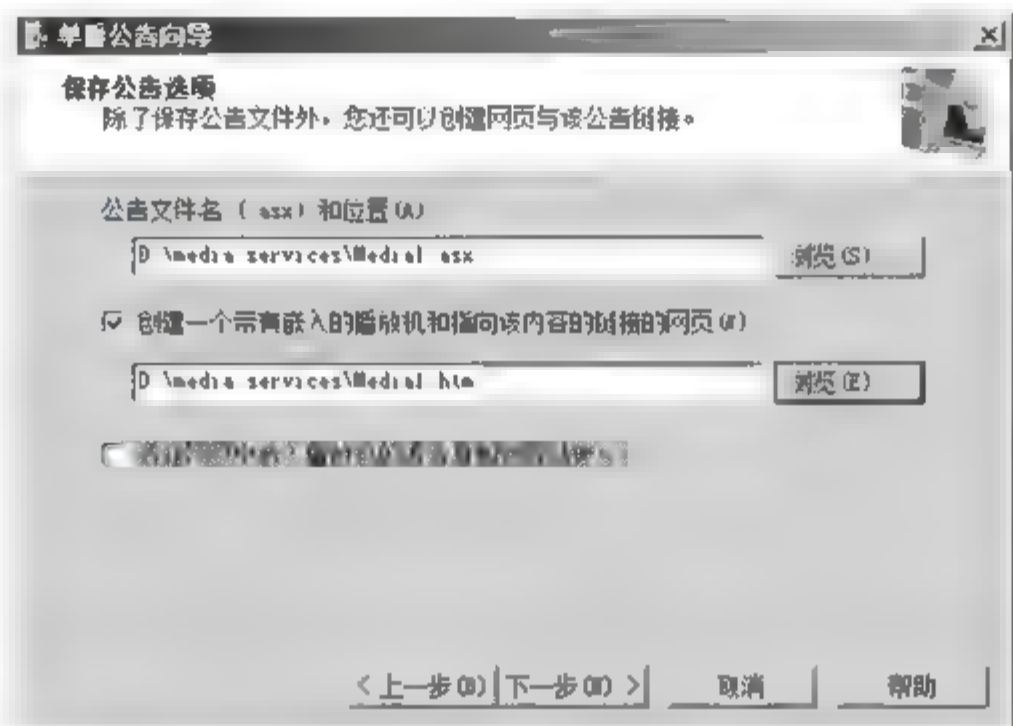 单播公告向导
保存公告选项
除了保存公告文件外，您还可以创建网页与该公告链接。
公告文件名 ( asx) 和位置(A)
D \media services\Media1 asx
浏览(S)
创建一个带有嵌入的播放机和指向该内容的链接的网页(F)
D \media services\Media1 htm
浏览(E)
< 上一步(B) 下一步(N) > 取消 帮助